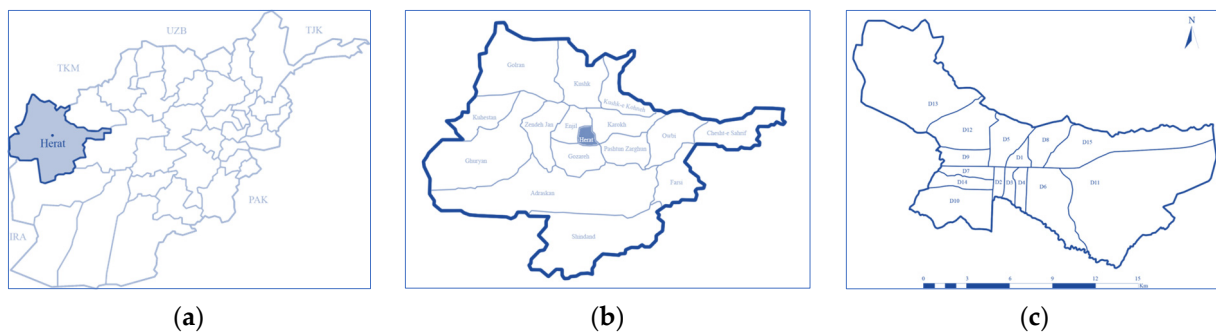 UZB
TJK
TKM
Herat
PAK
IRA
(a)
Gulran
Kushk
Kushk-e Kohneh
Kohestan
Zendeh Jan
Injil
Herat
Karokh
Obeh
Chesht-e Sharif
Ghuryan
Guzareh
Pashtun Zarghun
Farsi
Adraskan
Shindand
(b)
N
D13
D12
D5
D8
D15
D1
D9
D7
D14
D2
D3
D4
D6
D11
D10
0 3 6 9 12 15
Km
(c)